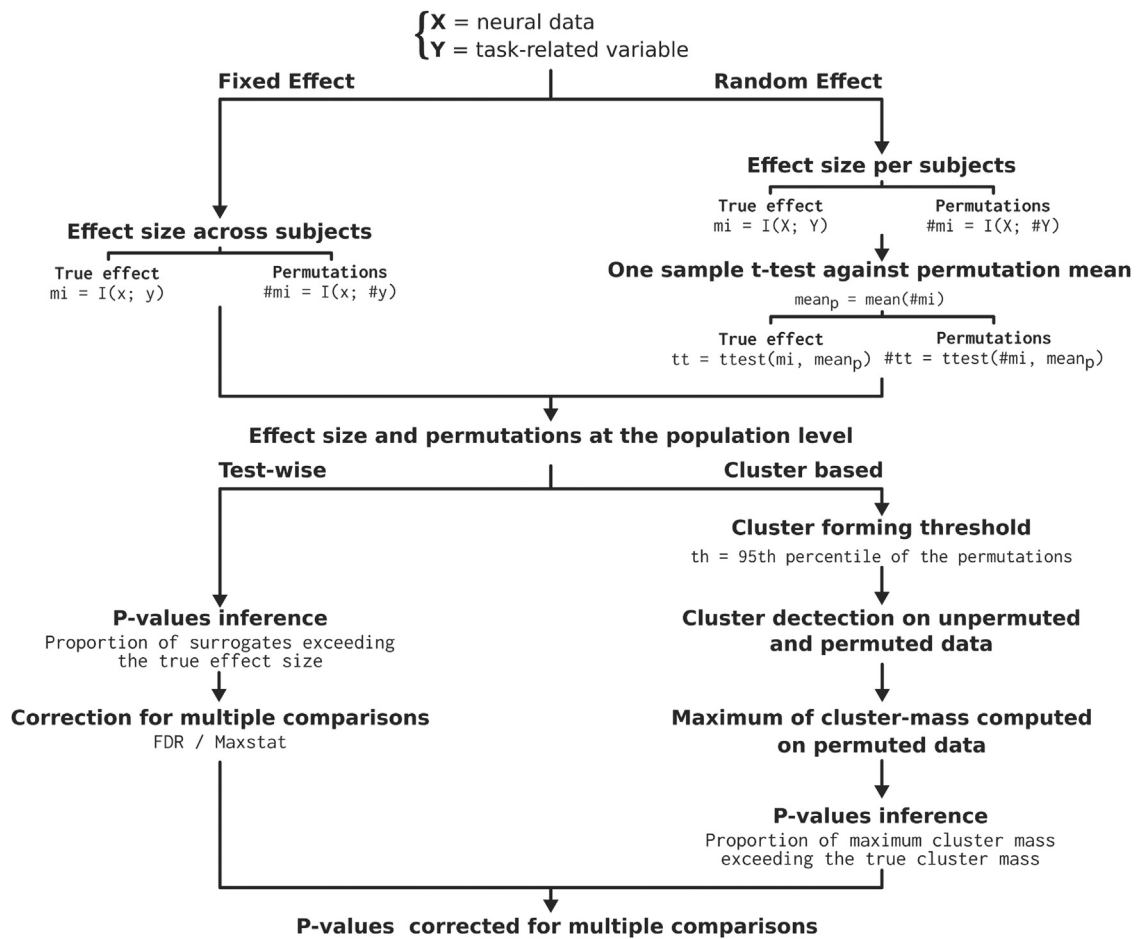 X = neural data
Y = task-related variable
Fixed Effect
Random Effect
Effect size per subjects
True effect
mi = I(X; Y)
Permutations
#mi = I(X; #Y)
Effect size across subjects
True effect
mi = I(x; y)
Permutations
#mi = I(x; #y)
One sample t-test against permutation mean
meanp = mean(#mi)
True effect
tt = ttest(mi, meanp)
Permutations
#tt = ttest(#mi, meanp)
Effect size and permutations at the population level
Test-wise
Cluster based
Cluster forming threshold
th = 95th percentile of the permutations
P-values inference
Proportion of surrogates exceeding
the true effect size
Cluster dectection on unpermuted
and permuted data
Correction for multiple comparisons
FDR / Maxstat
Maximum of cluster-mass computed
on permuted data
P-values inference
Proportion of maximum cluster mass
exceeding the true cluster mass
P-values corrected for multiple comparisons